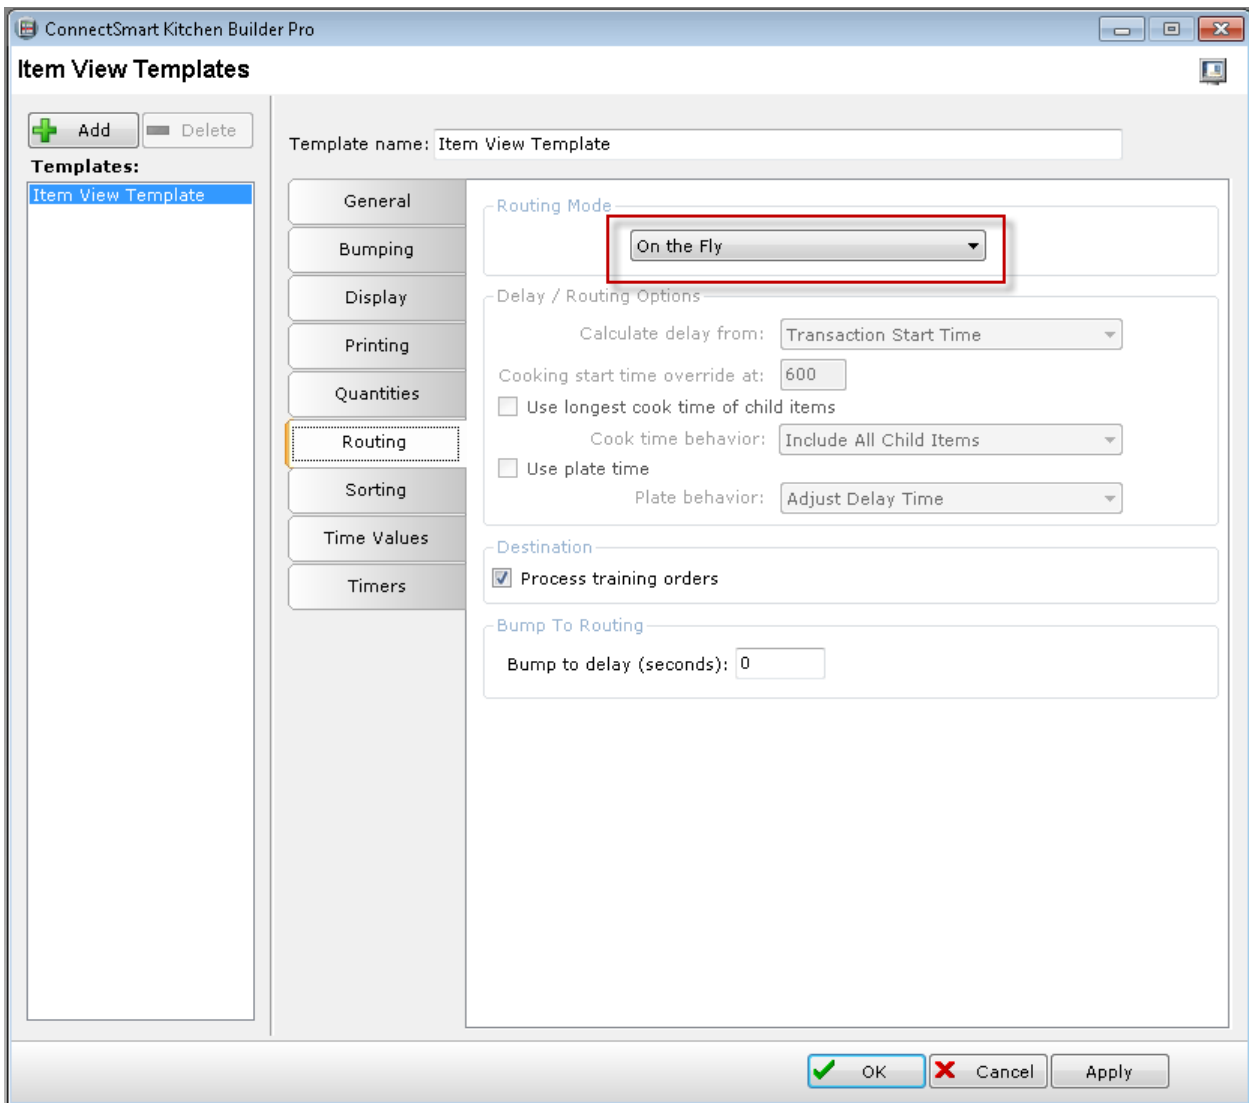 ConnectSmart Kitchen Builder Pro
Item View Templates
Add
Delete
Templates:
Item View Template
Template name: Item View Template
General
Bumping
Display
Printing
Quantities
Routing
Sorting
Time Values
Timers
Routing Mode
On the Fly
Delay / Routing Options
Calculate delay from: Transaction Start Time
Cooking start time override at: 600
Use longest cook time of child items
Cook time behavior: Include All Child Items
Use plate time
Plate behavior: Adjust Delay Time
Destination
Process training orders
Bump To Routing
Bump to delay (seconds): 0
OK
Cancel
Apply